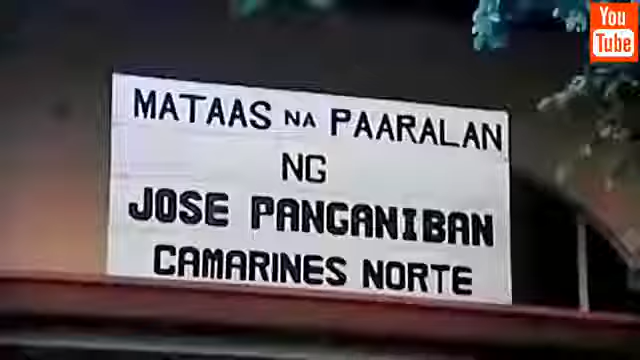 You
Tube
MATAAS NA PAARALAN
NG
JOSE PANGANIBAN
CAMARINES NORTE